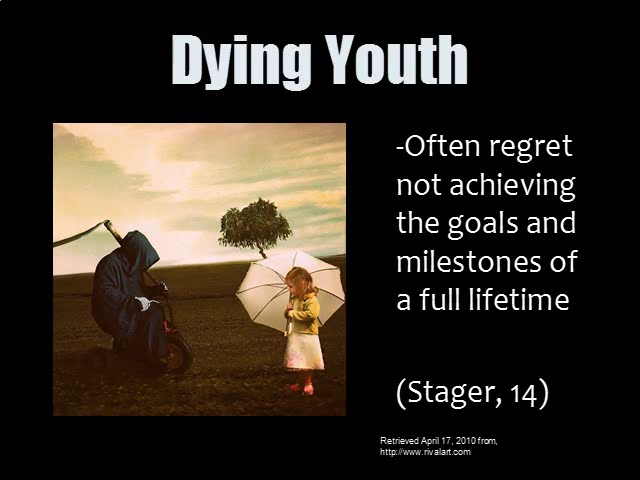 Dying Youth
-Often regret
not achieving
the goals and
milestones of
a full lifetime
(Stager, 14)
Retrieved April 17, 2010 from,
http://www.rivalart.com